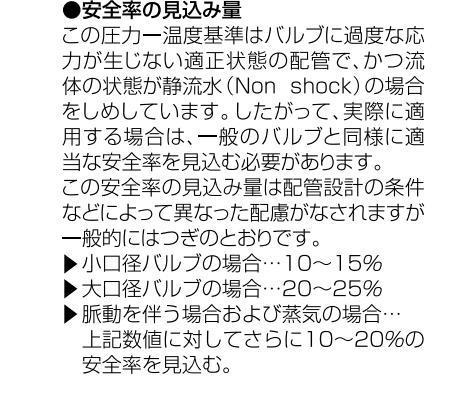 ●安全率の見込み量
この圧力ー温度基準はバルブに過度な応
力が生じない適正状態の配管で、かつ流
体の状態が静流水（Non shock）の場合
をしめしています。したがって、実際に適
用する場合は、一般のバルブと同様に適
当な安全率を見込む必要があります。
この安全率の見込み量は配管設計の条件
などによって異なった配慮がなされますが
一般的にはつぎのとおりです。
▶小口径バルブの場合…10〜15%
▶大口径バルブの場合…20〜25%
▶脈動を伴う場合および蒸気の場合…
上記数値に対してさらに10〜20%の
安全率を見込む。